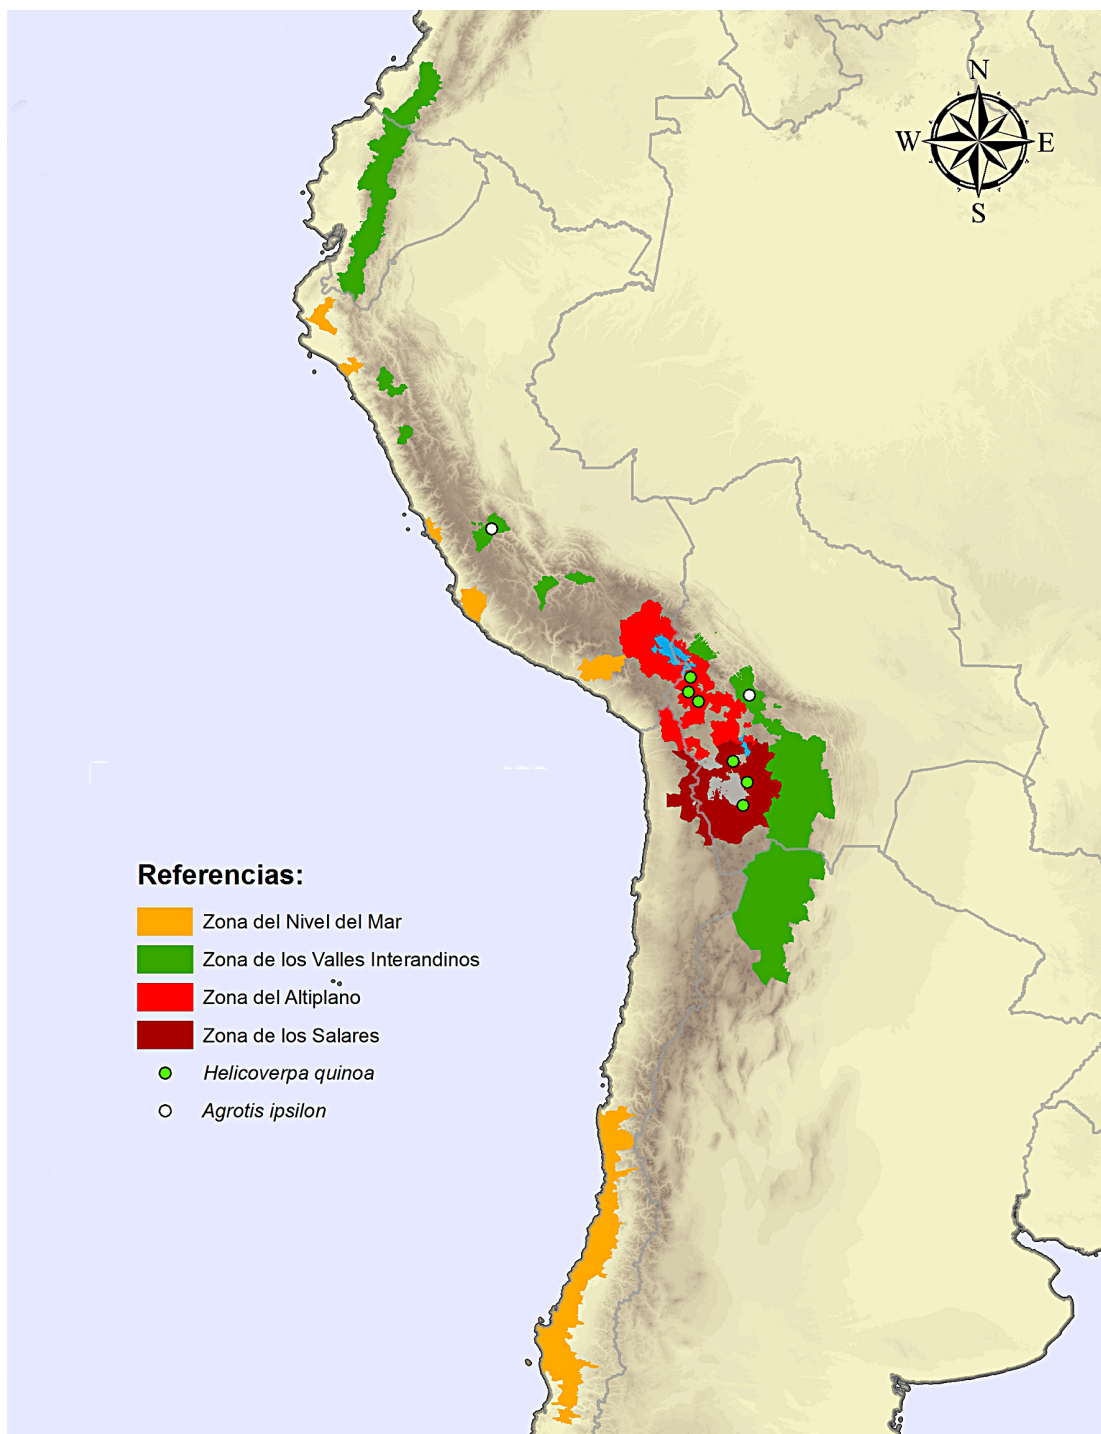 N
W E
S
Referencias:
Zona del Nivel del Mar
Zona de los Valles Interandinos
Zona del Altiplano
Zona de los Salares
Helicoverpa quinoa
Agrotis ipsilon